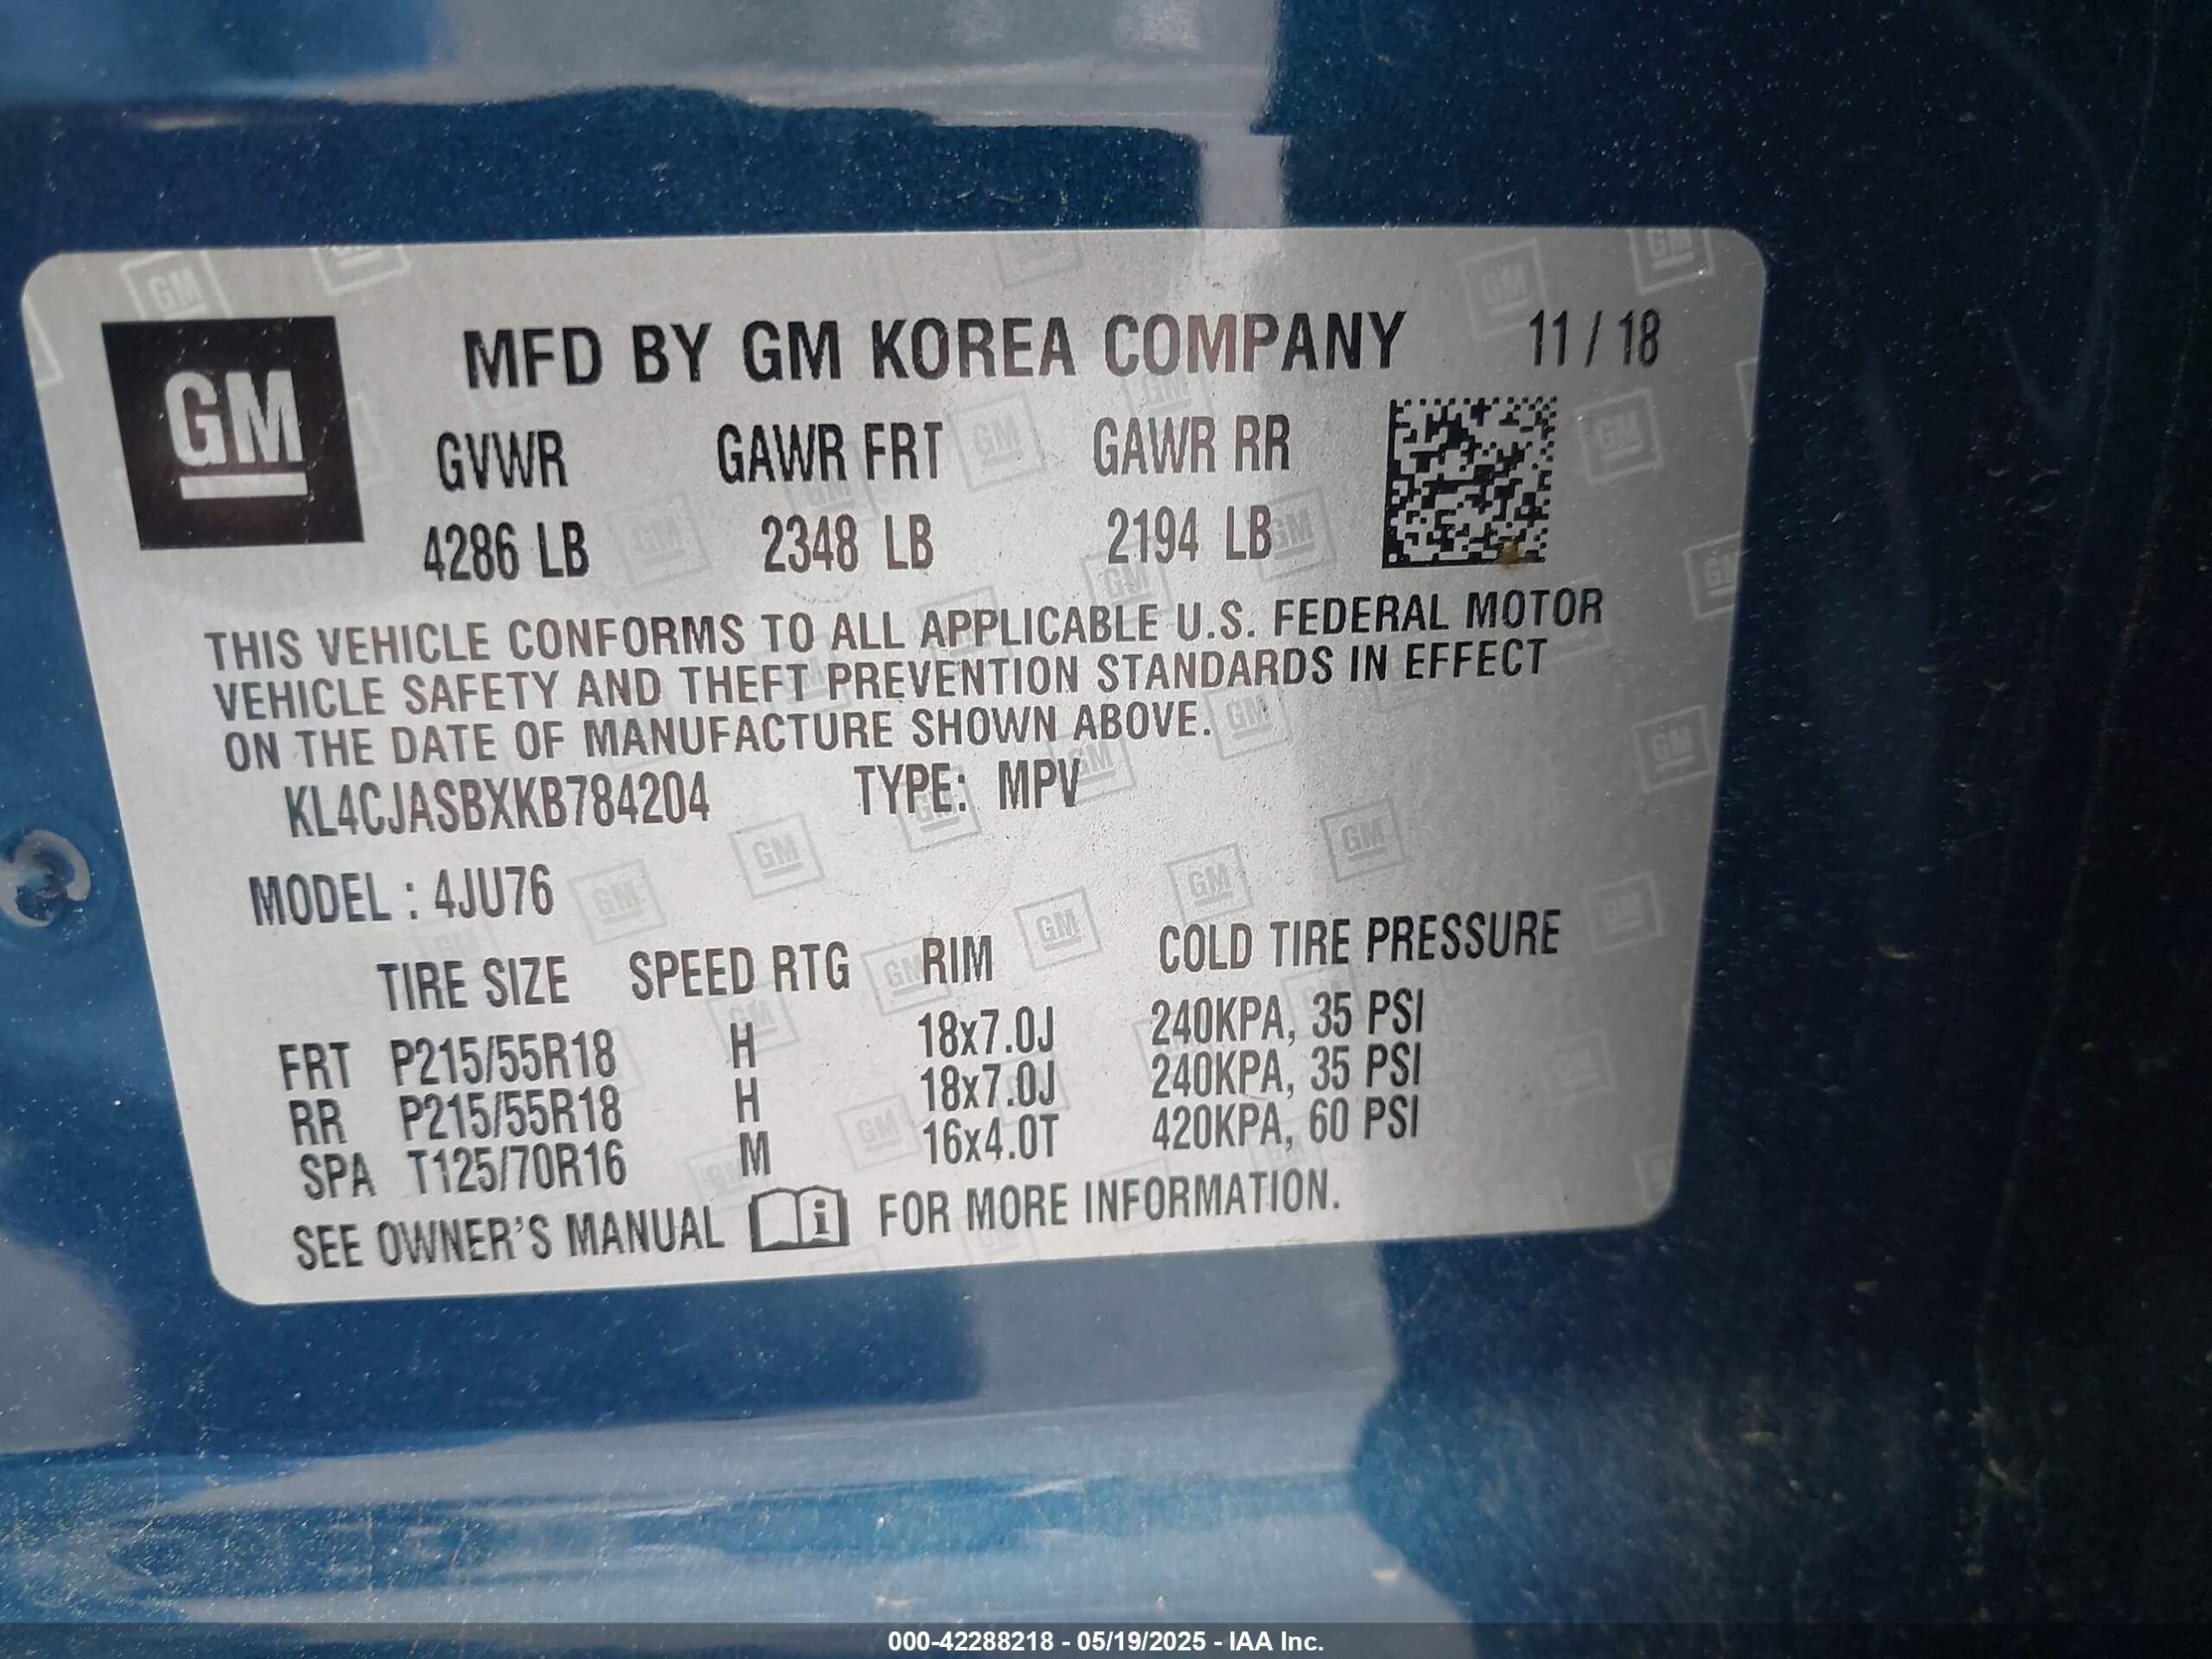 GM
MFD BY GM KOREA COMPANY 11 / 18
GVWR GAWR FRT GAWR RR
4286 LB 2348 LB 2194 LB
THIS VEHICLE CONFORMS TO ALL APPLICABLE U.S. FEDERAL MOTOR
VEHICLE SAFETY AND THEFT PREVENTION STANDARDS IN EFFECT
ON THE DATE OF MANUFACTURE SHOWN ABOVE.
KL4CJASBXKB784204 TYPE: MPV
MODEL : 4JU76
TIRE SIZE SPEED RTG RIM COLD TIRE PRESSURE
FRT P215/55R18 H 18x7.0J 240KPA, 35 PSI
RR P215/55R18 H 18x7.0J 240KPA, 35 PSI
SPA T125/70R16 M 16x4.0T 420KPA, 60 PSI
SEE OWNER'S MANUAL i FOR MORE INFORMATION.
000-42288218 - 05/19/2025 - IAA Inc.